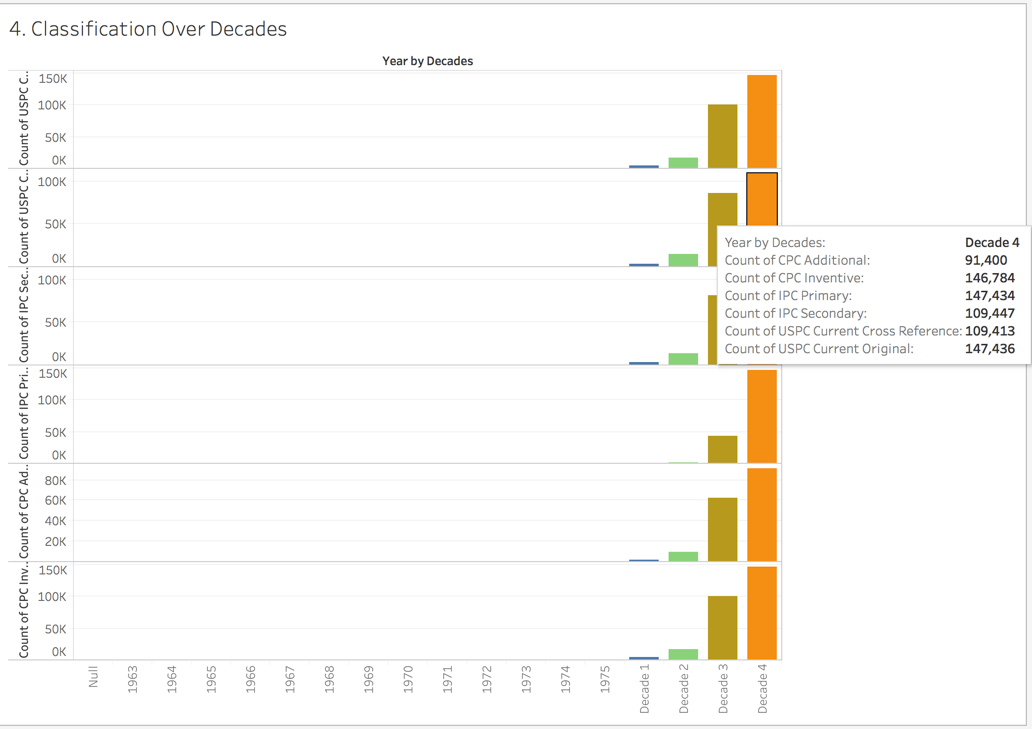 4. Classification Over Decades
Year by Decades
Count of USPC C..
150K
100K
50K
0K
Count of USPC C..
100K
50K
0K
Count of IPC Sec..
100K
50K
0K
Count of IPC Pri..
150K
100K
50K
0K
Count of CPC Ad..
80K
60K
40K
20K
Count of CPC Inv..
150K
100K
50K
0K
Year by Decades: Decade 4
Count of CPC Additional: 91,400
Count of CPC Inventive: 146,784
Count of IPC Primary: 147,434
Count of IPC Secondary: 109,447
Count of USPC Current Cross Reference: 109,413
Count of USPC Current Original: 147,436
Null
1963
1964
1965
1966
1967
1968
1969
1970
1971
1972
1973
1974
1975
Decade 1
Decade 2
Decade 3
Decade 4